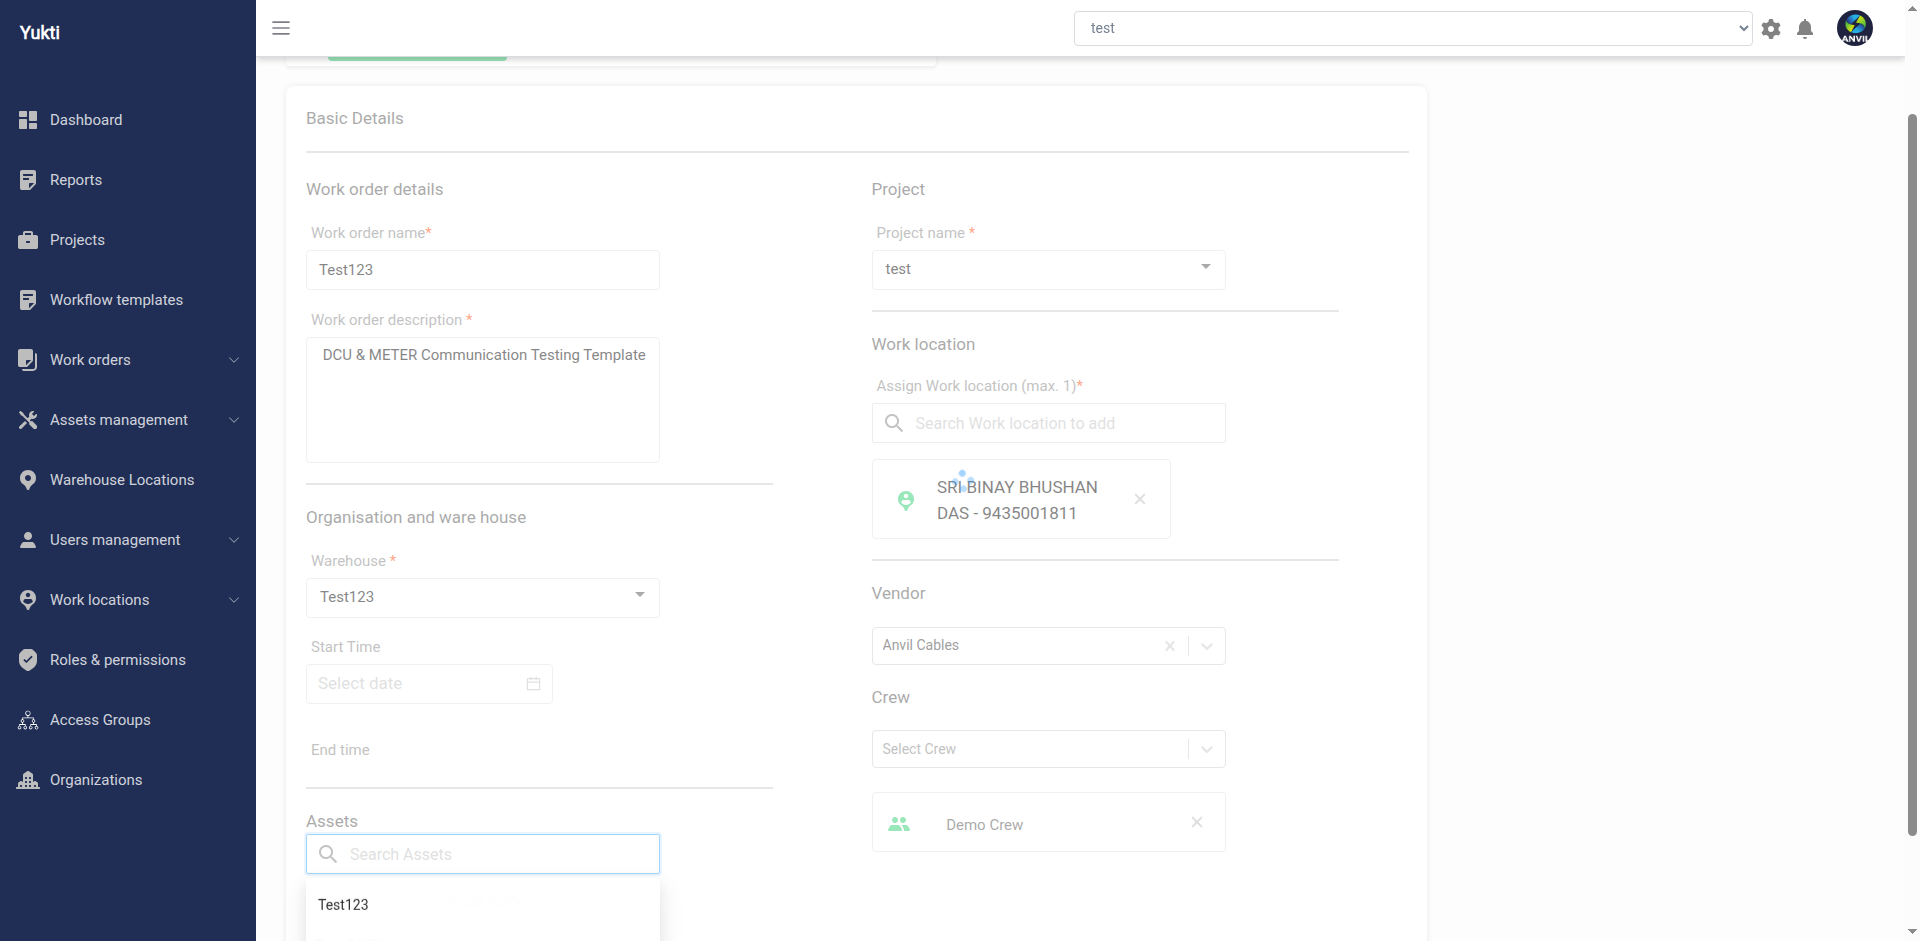 Yukti
test
ANVIL
Dashboard
Reports
Projects
Workflow templates
Work orders
Assets management
Warehouse Locations
Users management
Work locations
Roles & permissions
Access Groups
Organizations
Basic Details
Work order details
Work order name*
Test123
Work order description *
DCU & METER Communication Testing Template
Organisation and ware house
Warehouse *
Test123
Start Time
Select date
End time
Assets
Search Assets
Test123
Project
Project name *
test
Work location
Assign Work location (max. 1)*
Search Work location to add
SRI BINAY BHUSHAN
DAS - 9435001811
Vendor
Anvil Cables
Crew
Select Crew
Demo Crew